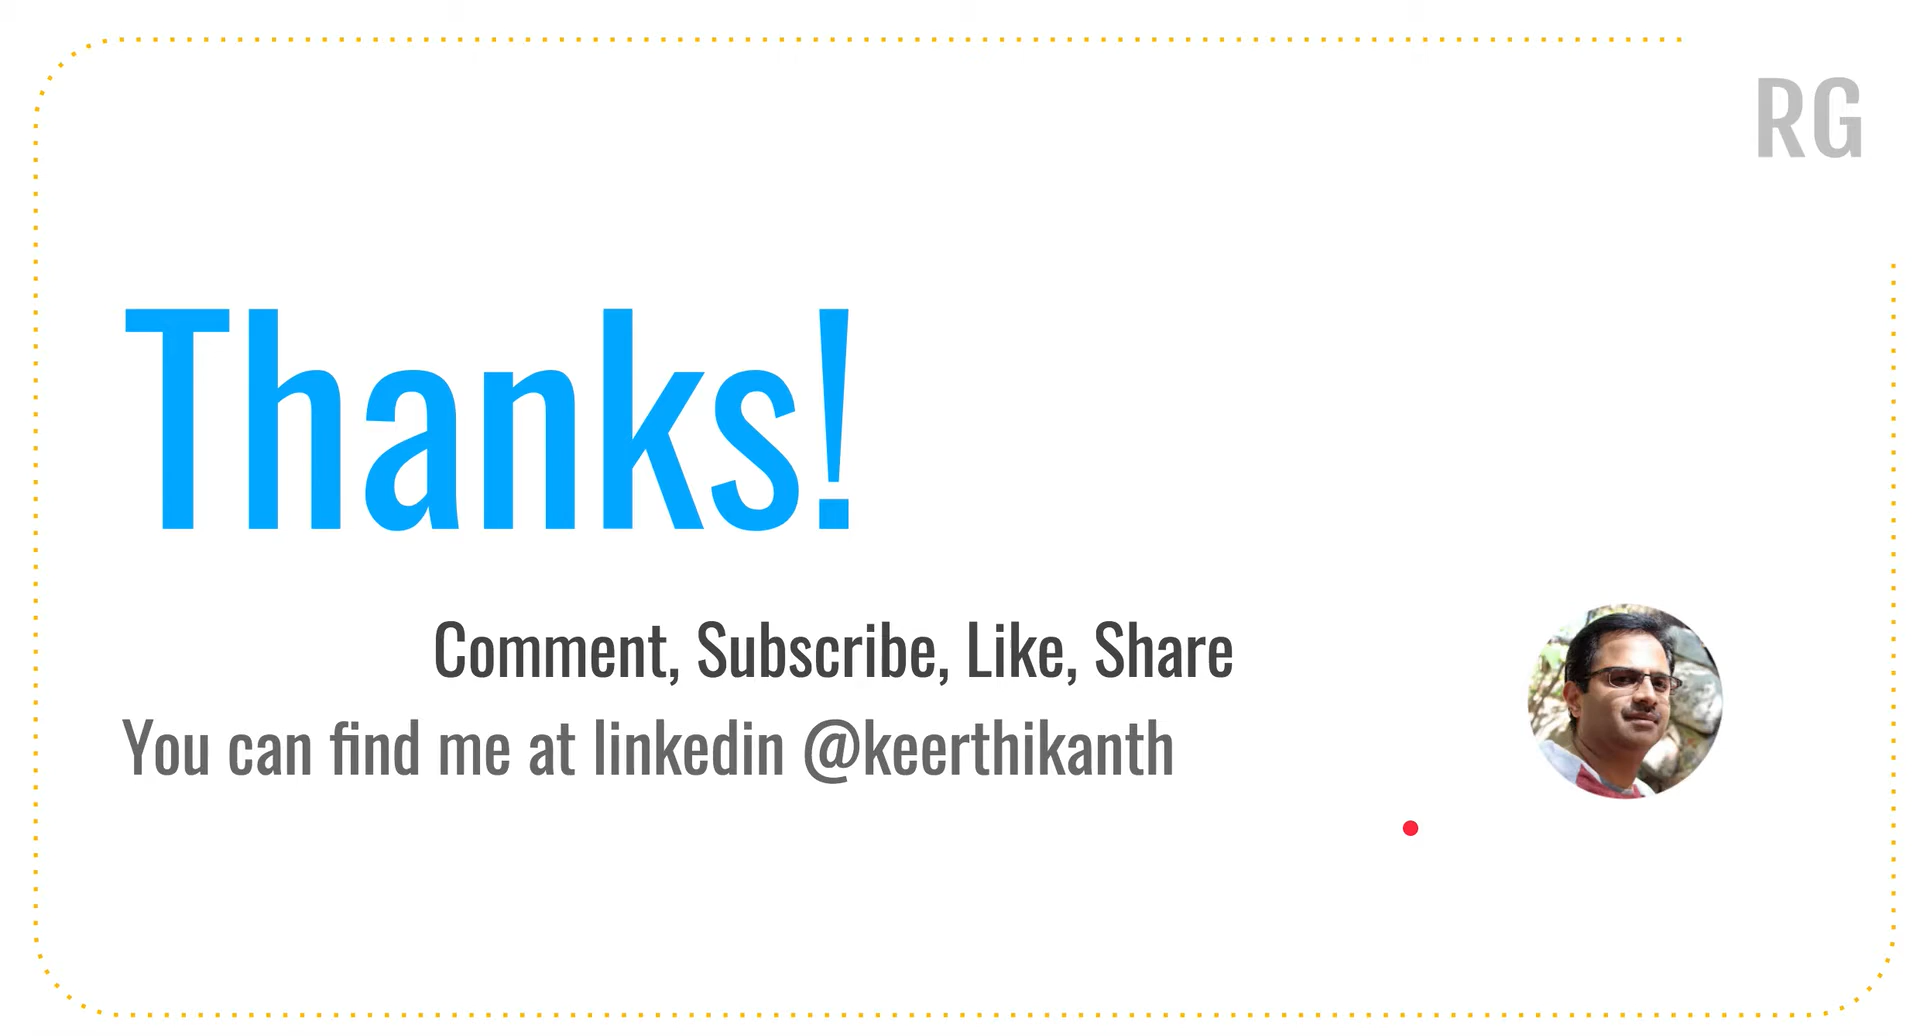 RG
Thanks!
Comment, Subscribe, Like, Share
You can find me at linkedin @keerthikanth